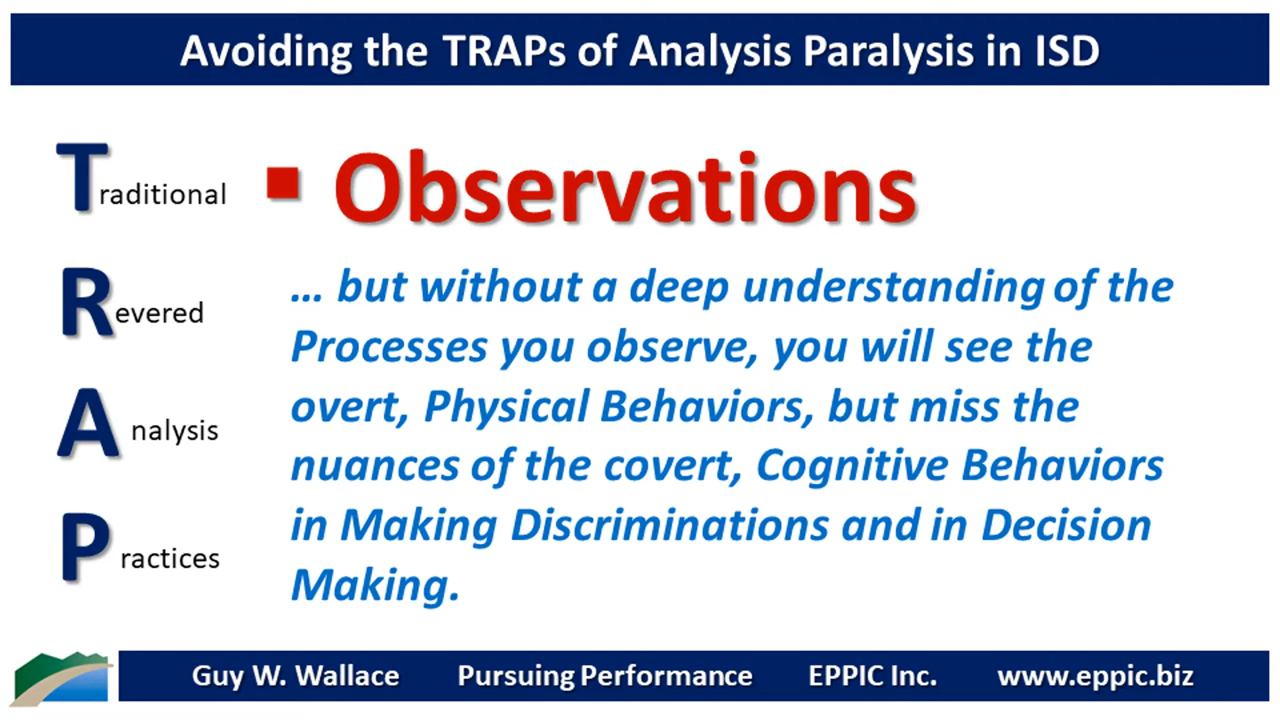 Avoiding the TRAPs of Analysis Paralysis in ISD
Traditional
▪ Observations
Revered
Analysis
Practices
… but without a deep understanding of the
Processes you observe, you will see the
overt, Physical Behaviors, but miss the
nuances of the covert, Cognitive Behaviors
in Making Discriminations and in Decision
Making.
Guy W. Wallace Pursuing Performance EPPIC Inc. www.eppic.biz